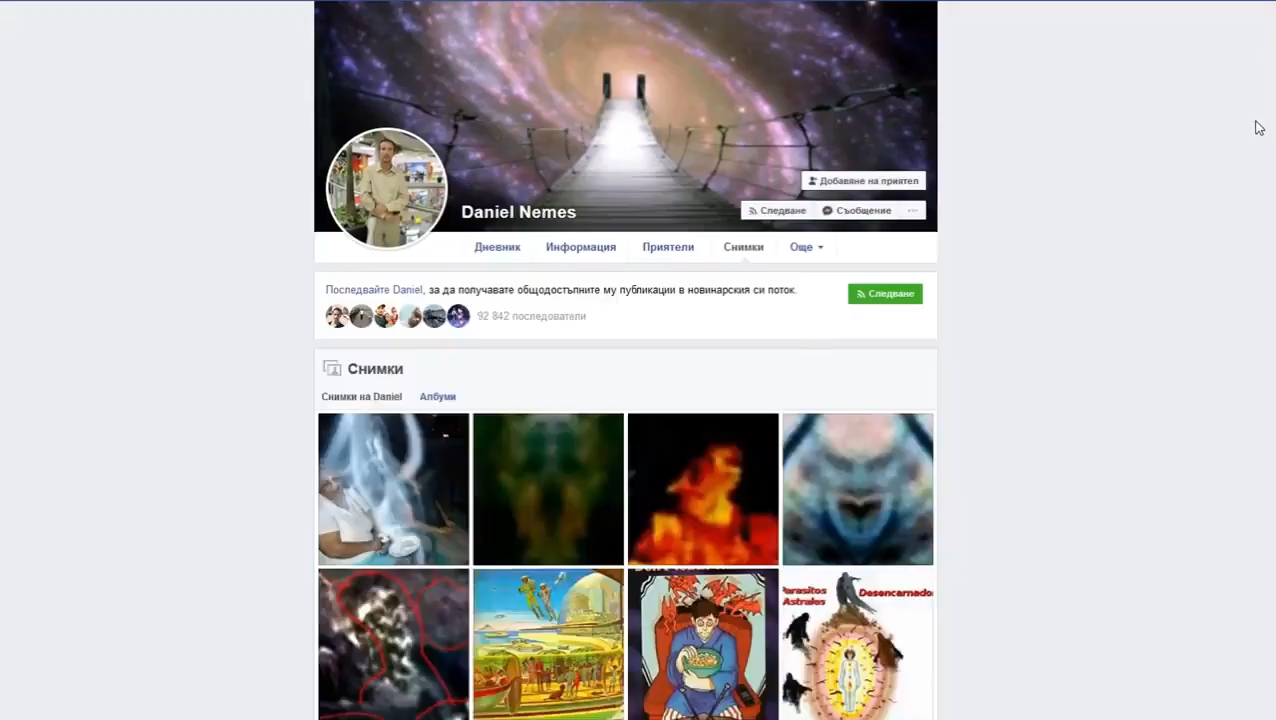 Добавяне на приятел
Daniel Nemes
Следване
Съобщение
Дневник
Информация
Приятели
Снимки
Още
Последвайте Daniel, за да получавате общодостъпните му публикации в новинарския си поток.
Следване
92 842 последователи
Снимки
Снимки на Daniel
Албуми
Parasitos
Astrales
Desencarnado